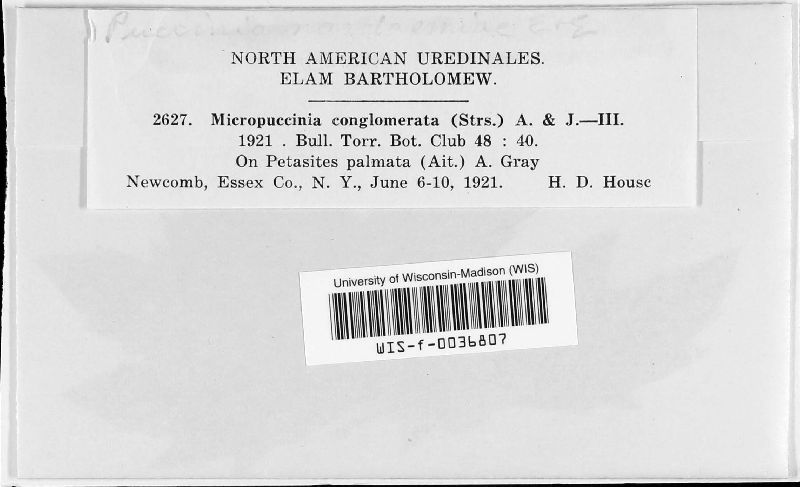 Puccinia
NORTH AMERICAN UREDINALES.
ELAM BARTHOLOMEW.
2627. Micropuccinia conglomerata (Strs.) A. & J.—III.
1921 . Bull. Torr. Bot. Club 48 : 40.
On Petasites palmata (Ait.) A. Gray
Newcomb, Essex Co., N. Y., June 6-10, 1921. H. D. House
University of Wisconsin-Madison (WIS)
WIS-f-0036807